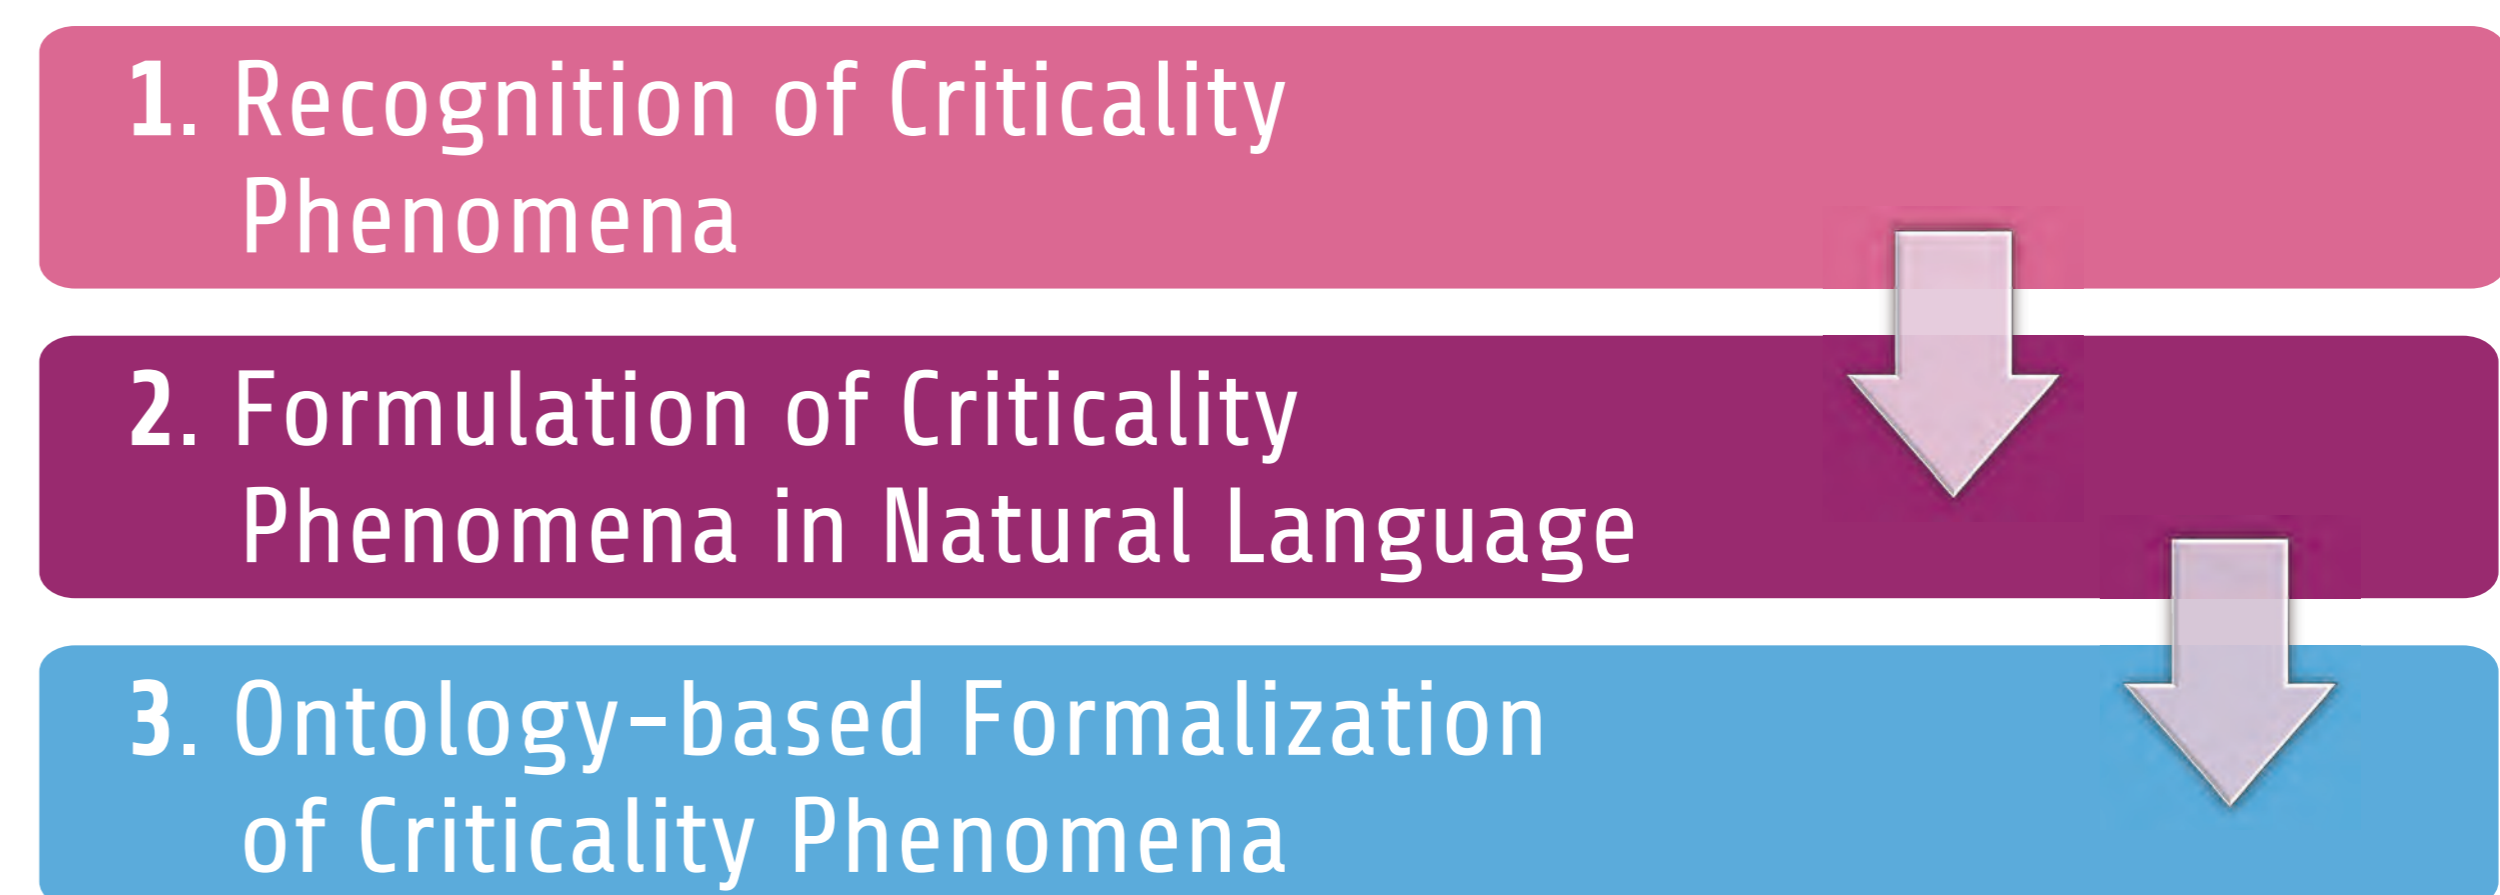 1. Recognition of Criticality
Phenomena
2. Formulation of Criticality
Phenomena in Natural Language
3. Ontology-based Formalization
of Criticality Phenomena